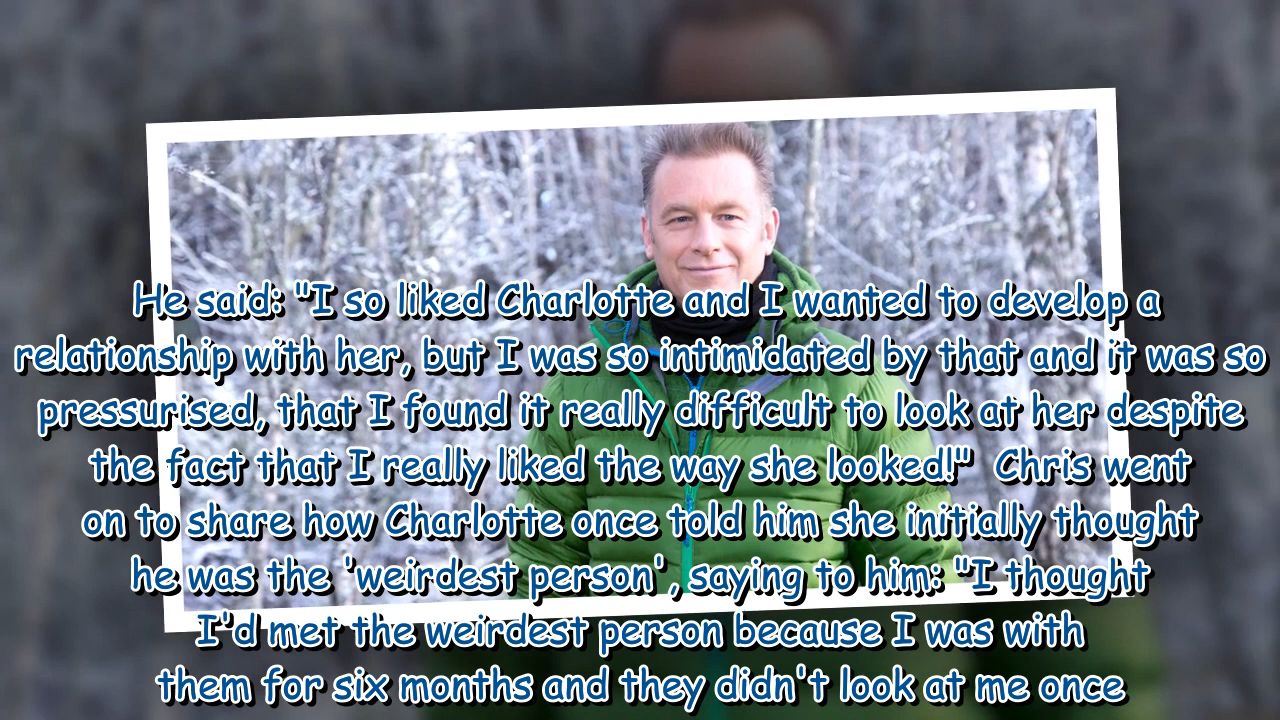 He said: "I so liked Charlotte and I wanted to develop a
relationship with her, but I was so intimidated by that and it was so
pressurised, that I found it really difficult to look at her despite
the fact that I really liked the way she looked!"  Chris went
on to share how Charlotte once told him she initially thought
he was the 'weirdest person', saying to him: "I thought
I'd met the weirdest person because I was with
them for six months and they didn't look at me once